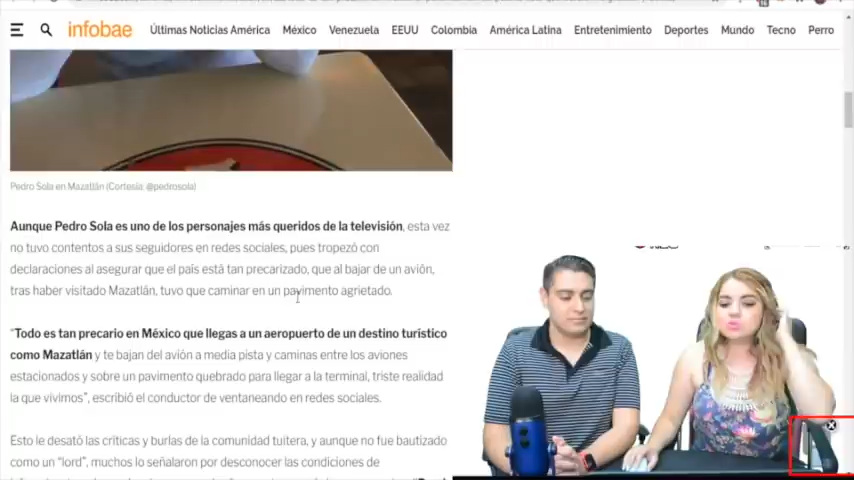 infobae
Últimas Noticias América México Venezuela EEUU Colombia América Latina Entretenimiento Deportes Mundo Tecno Perro
Pedro Sola en Mazatlán (Cortesía: @pedrosola)
Aunque Pedro Sola es uno de los personajes más queridos de la televisión, esta vez
no tuvo contentos a sus seguidores en redes sociales, pues tropezó con
declaraciones al asegurar que el país está tan precarizado, que al bajar de un avión,
tras haber visitado Mazatlán, tuvo que caminar en un pavimento agrietado.
"Todo es tan precario en México que llegas a un aeropuerto de un destino turístico
como Mazatlán y te bajan del avión a media pista y caminas entre los aviones
estacionados y sobre un pavimento quebrado para llegar a la terminal, triste realidad
la que vivimos", escribió el conductor de ventaneando en redes sociales.
Esto le desató las críticas y burlas de la comunidad tuitera, y aunque no fue bautizado
como un "lord", muchos lo señalaron por desconocer las condiciones de